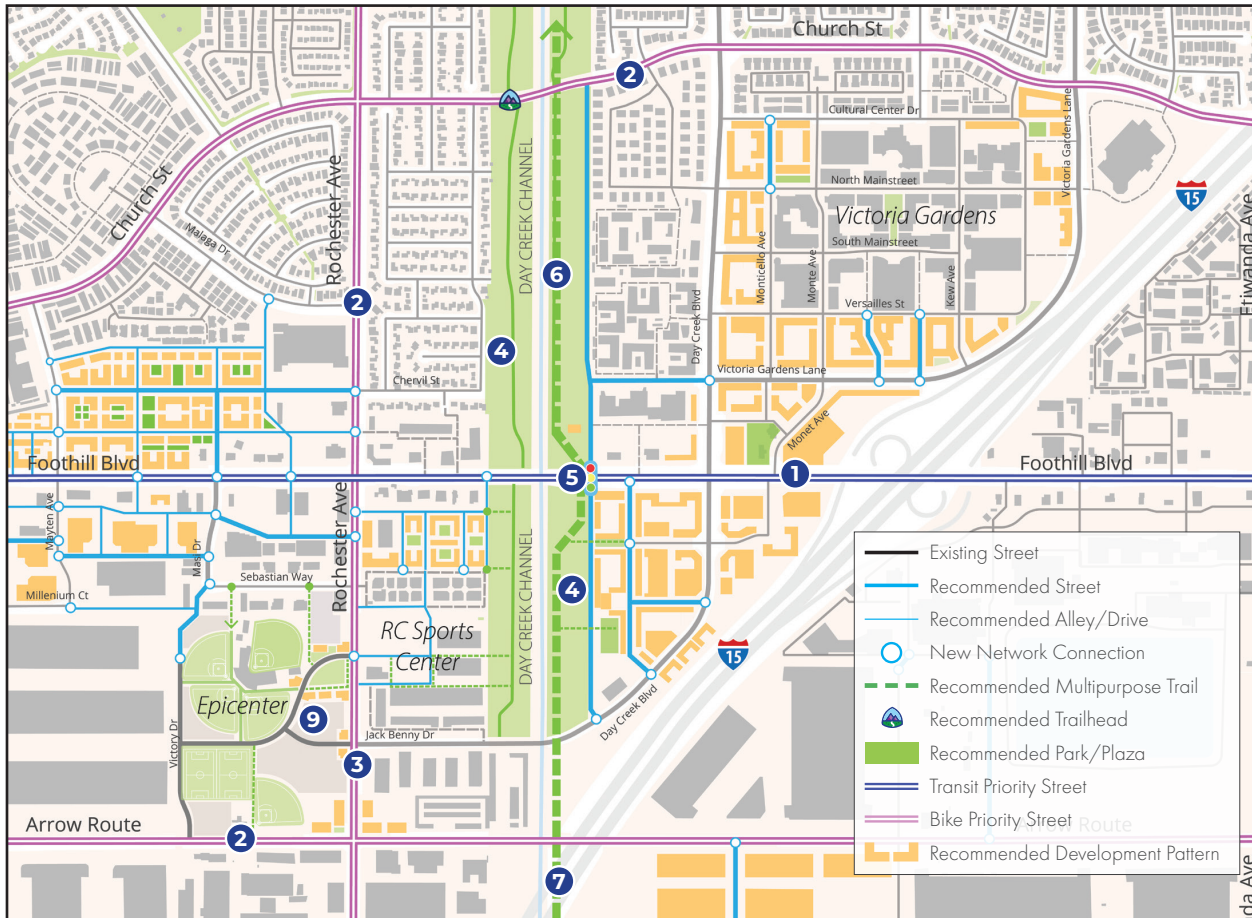 Church St
2
Cultural Center Dr
DAY CREEK CHANNEL
Victoria Gardens Lane
North Mainstreet
15
Church St
Rochester Ave
Victoria Gardens
Etiwanda Ave
Malaga Dr
South Mainstreet
Monticello Ave
Monte Ave
Kew Ave
6
2
Versailles St
Day Creek Blvd
4
Victoria Gardens Lane
Chervil St
Monet Ave
Foothill Blvd
5
1
Foothill Blvd
Mayten Ave
Masi Dr
Rochester Ave
DAY CREEK CHANNEL
Sebastian Way
Millenium Ct
4
RC Sports
Center
15
Epicenter
9
Day Creek Blvd
Victory Dr
Jack Benny Dr
3
Arrow Route
2
7
Existing Street
Recommended Street
Recommended Alley/Drive
New Network Connection
Recommended Multipurpose Trail
Recommended Trailhead
Recommended Park/Plaza
Transit Priority Street
Bike Priority Street
Arrow Route
Recommended Development Pattern
da Ave